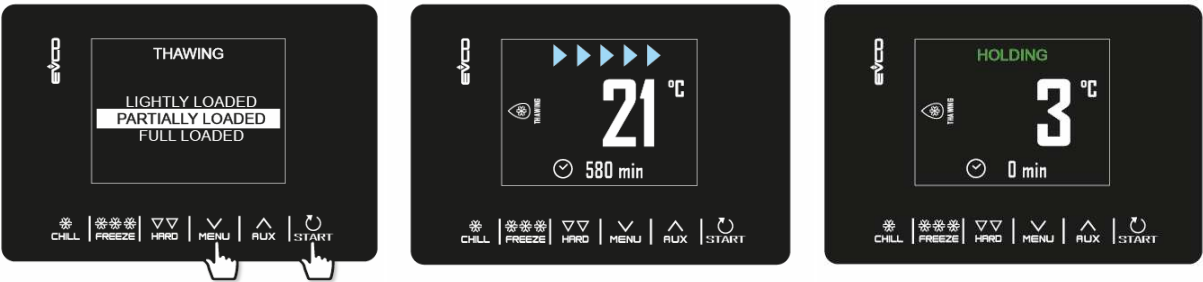 EVCO
THAWING
LIGHTLY LOADED
PARTIALLY LOADED
FULL LOADED
CHILL FREEZE HARD MENU AUX START
EVCO
21 °C
THAWING
580 min
CHILL FREEZE HARD MENU AUX START
EVCO
HOLDING
3 °C
THAWING
0 min
CHILL FREEZE HARD MENU AUX START